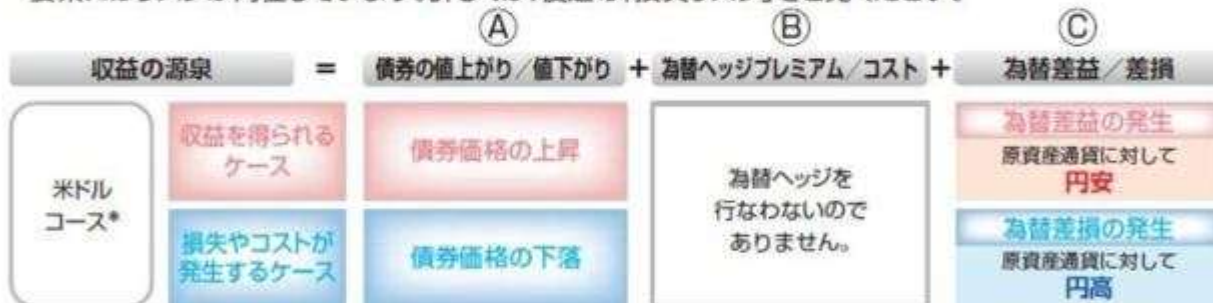 Ⓐ Ⓑ Ⓒ
収益の源泉 = 債券の値上がり/値下がり + 為替ヘッジプレミアム/コスト + 為替差益/差損
米ドル
コース*
収益を得られる
ケース
債券価格の上昇
損失やコストが
発生するケース
債券価格の下落
為替ヘッジを
行なわないので
ありません。
為替差益の発生
原資産通貨に対して
円安
為替差損の発生
原資産通貨に対して
円高